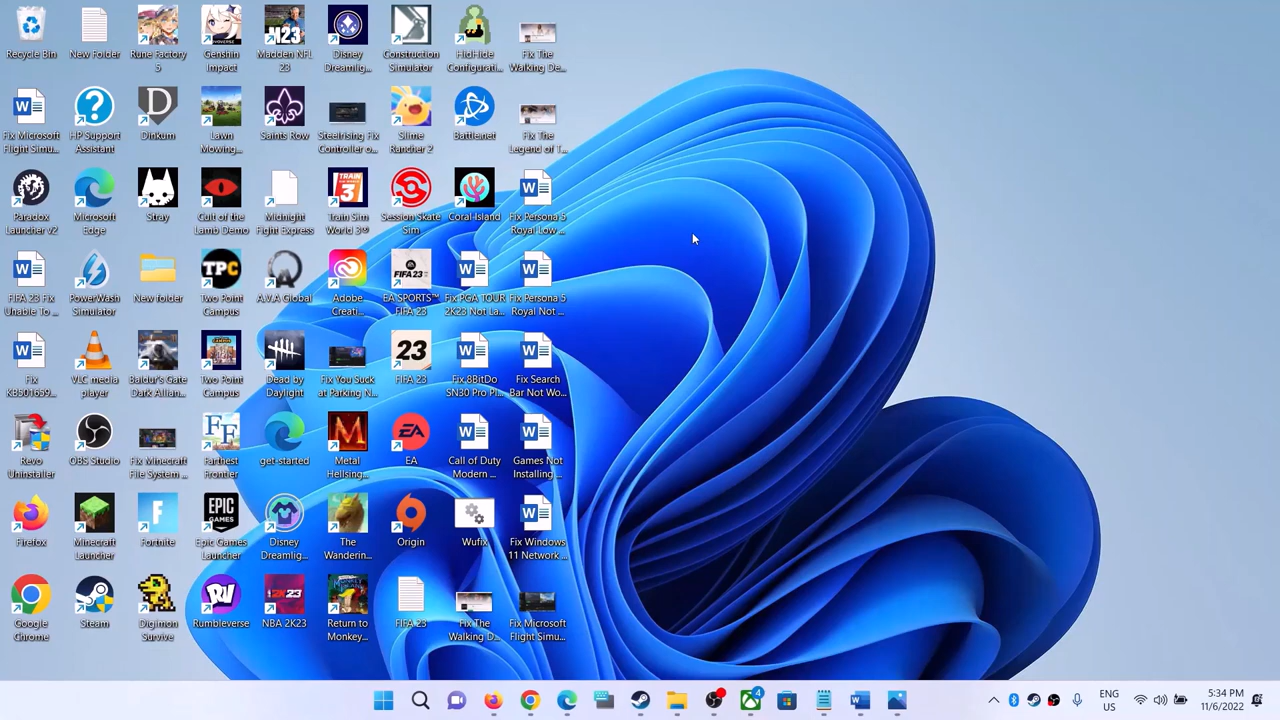 Recycle Bin
New Folder
Rune Factory
5
Genshin
Impact
Madden NFL
23
Disney
Dreamlig...
Construction
Simulator
HidHide
Configurati...
Fix The
Walking De...
Fix Microsoft
Flight Simu...
HP Support
Assistant
Dinkum
Lawn
Mowing...
Saints Row
Steelrising Fix
Controller o...
Slime
Rancher 2
Battle.net
Fix The
Legend of T...
Paradox
Launcher v2
Microsoft
Edge
Stray
Cult of the
Lamb Demo
Midnight
Fight Express
Train Sim
World 3®
Session Skate
Sim
Coral Island
Fix Persona 5
Royal Low ...
FIFA 23 Fix
Unable To ...
PowerWash
Simulator
New folder
Two Point
Campus
A.V.A Global
Adobe
Creati...
EA SPORTS™
FIFA 23
Fix PGA TOUR
2K23 Not La...
Fix Persona 5
Royal Not ...
Fix
KB501659...
VLC media
player
Baldur's Gate
Dark Allian...
Two Point
Campus
Dead by
Daylight
Fix You Suck
at Parking N...
FIFA 23
Fix 8BitDo
SN30 Pro Pl...
Fix Search
Bar Not Wo...
Revo
Uninstaller
OBS Studio
Fix Minecraft
File System ...
Farthest
Frontier
get-started
Metal
Hellsing...
EA
Call of Duty
Modern ...
Games Not
Installing ...
Firefox
Minecraft
Launcher
Fortnite
Epic Games
Launcher
Disney
Dreamlig...
The
Wanderin...
Origin
Wufix
Fix Windows
11 Network ...
Google
Chrome
Steam
Digimon
Survive
Rumbleverse
NBA 2K23
Return to
Monkey...
FIFA 23
Fix The
Walking D...
Fix Microsoft
Flight Simu...
4
ENG
US
5:34 PM
11/6/2022